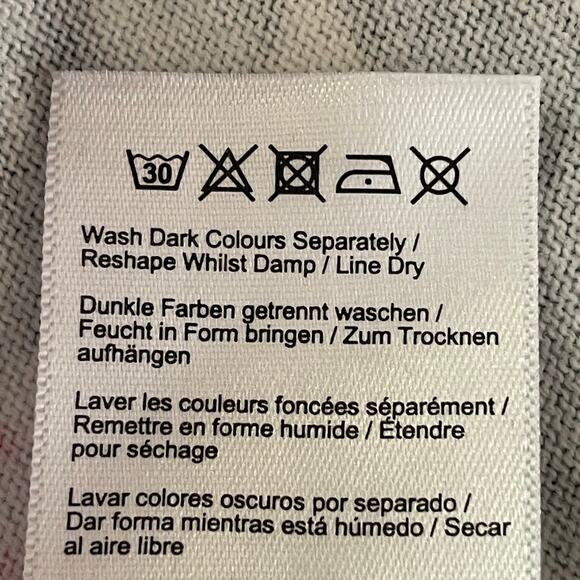 30
Wash Dark Colours Separately /
Reshape Whilst Damp / Line Dry
Dunkle Farben getrennt waschen /
Feucht in Form bringen / Zum Trocknen
aufhängen
Laver les couleurs foncées séparément /
Remettre en forme humide / Étendre
pour séchage
Lavar colores oscuros por separado /
Dar forma mientras está húmedo / Secar
al aire libre